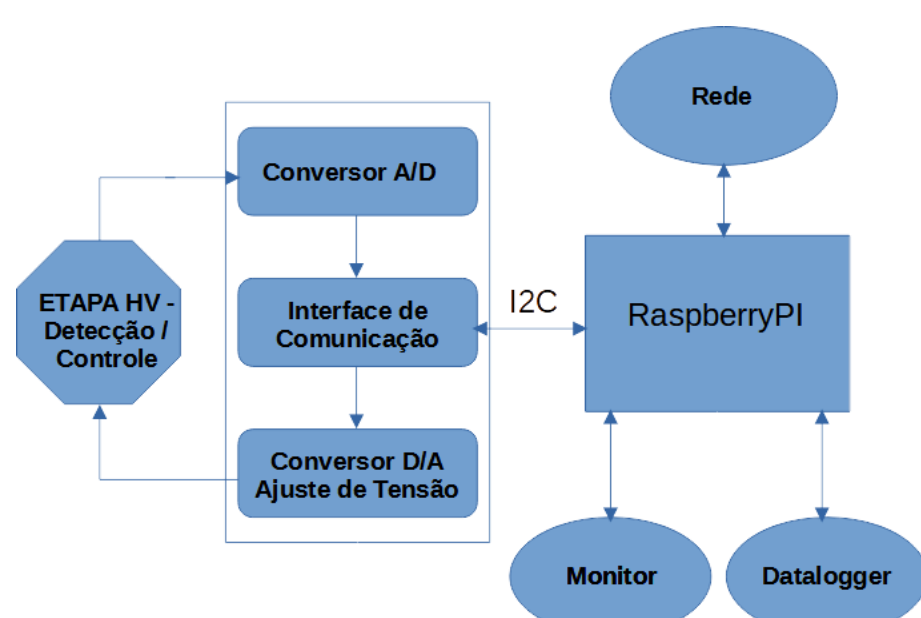 Rede
Conversor A/D
ETAPA HV -
Detecção /
Controle
Interface de
Comunicação
I2C
RaspberryPI
Conversor D/A
Ajuste de Tensão
Monitor
Datalogger